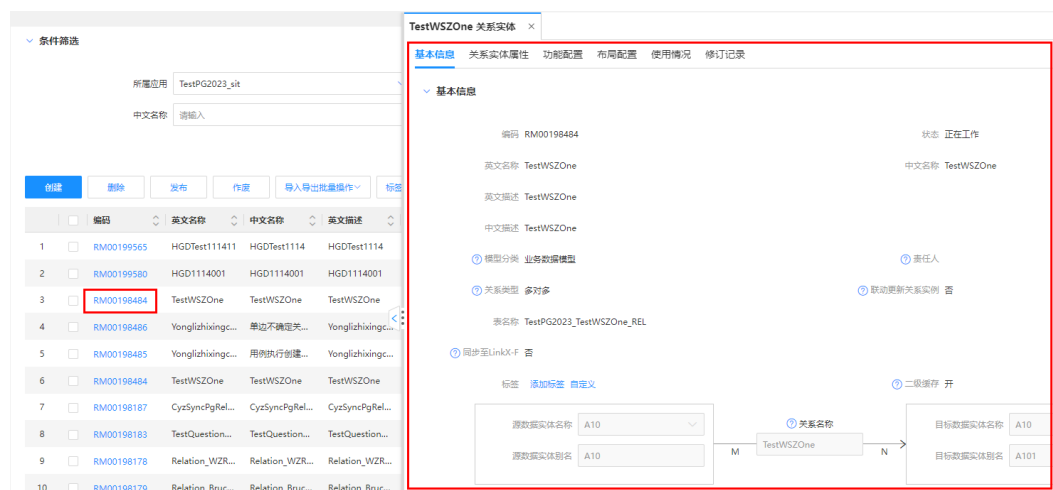 TestWSZOne 关系实体 ×
条件筛选
基本信息 关系实体属性 功能配置 布局配置 使用情况 修订记录
基本信息
所属应用 TestPG2023_sit
中文名称 请输入
编码 RM00198484 状态 正在工作
英文名称 TestWSZOne 中文名称 TestWSZOne
英文描述 TestWSZOne
中文描述 TestWSZOne
模型分类 业务数据模型 责任人
关系类型 多对多 联动更新关系实例 否
表名称 TestPG2023_TestWSZOne_REL
同步至LinkX-F 否
标签 添加标签 自定义 二级缓存 开
源数据实体名称 A10 关系名称 目标数据实体名称 A10
M TestWSZOne N
源数据实体别名 A10 目标数据实体别名 A101
创建 删除 发布 作废 导入导出批量操作 标签
编码 英文名称 中文名称 英文描述
1 RM00199565 HGDTest111411 HGDTest1114 HGDTest1114
2 RM00199580 HGD1114001 HGD1114001 HGD1114001
3 RM00198484 TestWSZOne TestWSZOne TestWSZOne
4 RM00198486 Yonglizhixingc... 单边不确定关... Yonglizhixingc...
5 RM00198485 Yonglizhixingc... 用例执行创建... Yonglizhixingc...
6 RM00198484 TestWSZOne TestWSZOne TestWSZOne
7 RM00198187 CyzSyncPgRel... CyzSyncPgRel... CyzSyncPgRel...
8 RM00198183 TestQuestion... TestQuestion... TestQuestion...
9 RM00198178 Relation_WZR... Relation_WZR... Relation_WZR...
10 RM00198179 Relation_Bruc... Relation_Bruc... Relation_Bruc...